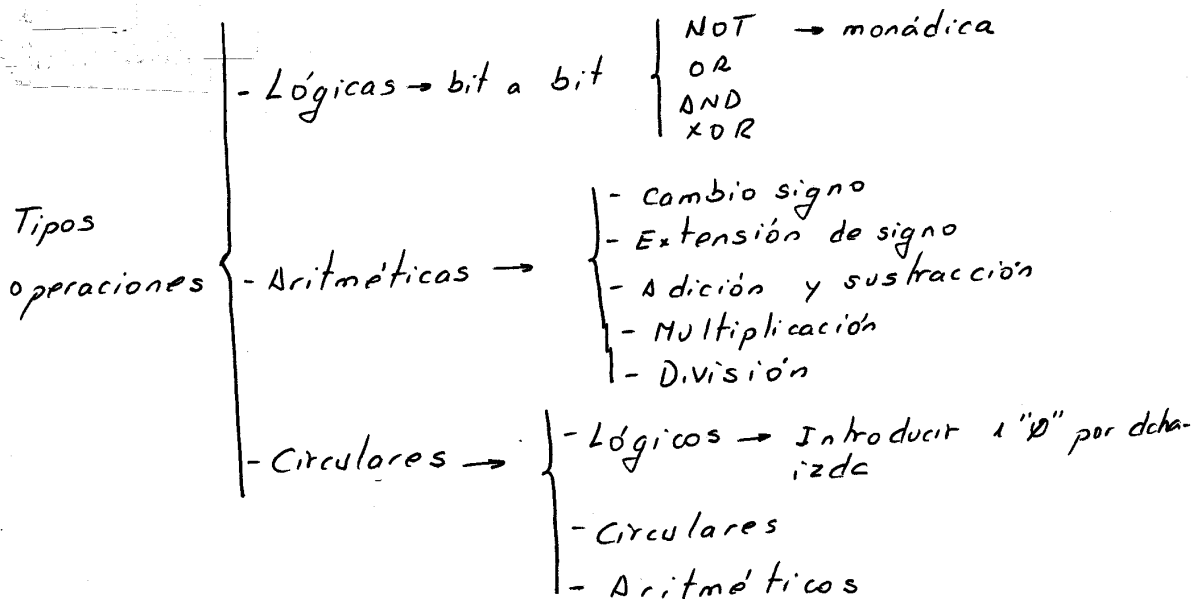 Tipos
operaciones
- Lógicas → bit a bit
NOT → monádica
OR
AND
XOR
- Aritméticas →
- Cambio signo
- Extensión de signo
- Adición y sustracción
- Multiplicación
- División
- Circulares →
- Lógicos → Introducir 1 "0" por dcha-
izda
- Circulares
- Aritméticos